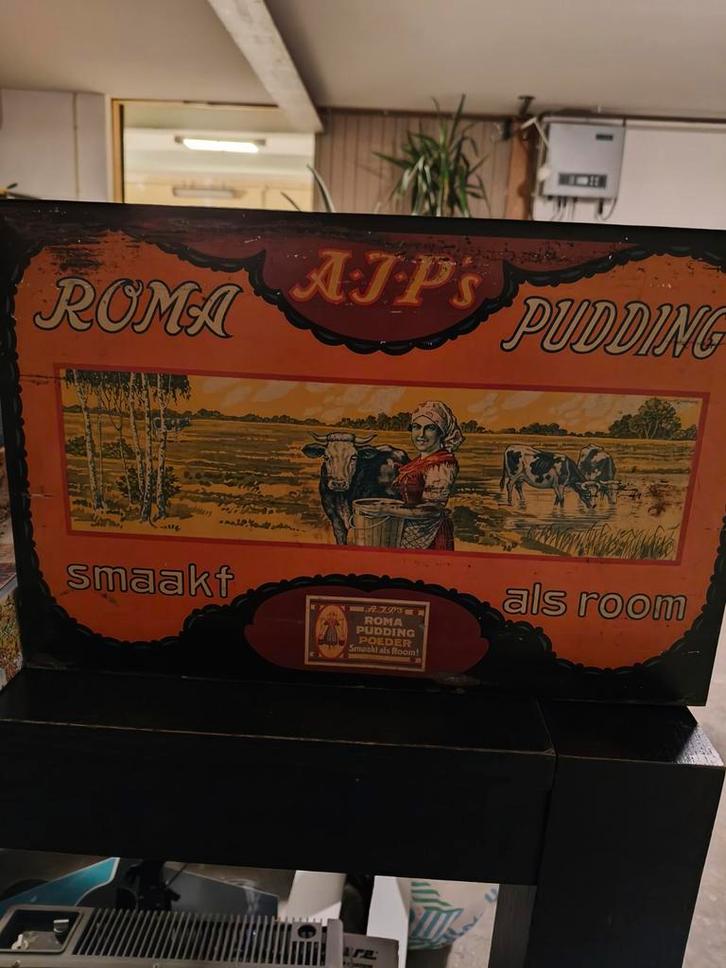 A.J.P's
ROMA PUDDING
smaakt als room
A.J.P's
ROMA
PUDDING
POEDER
Smaakt als Room!